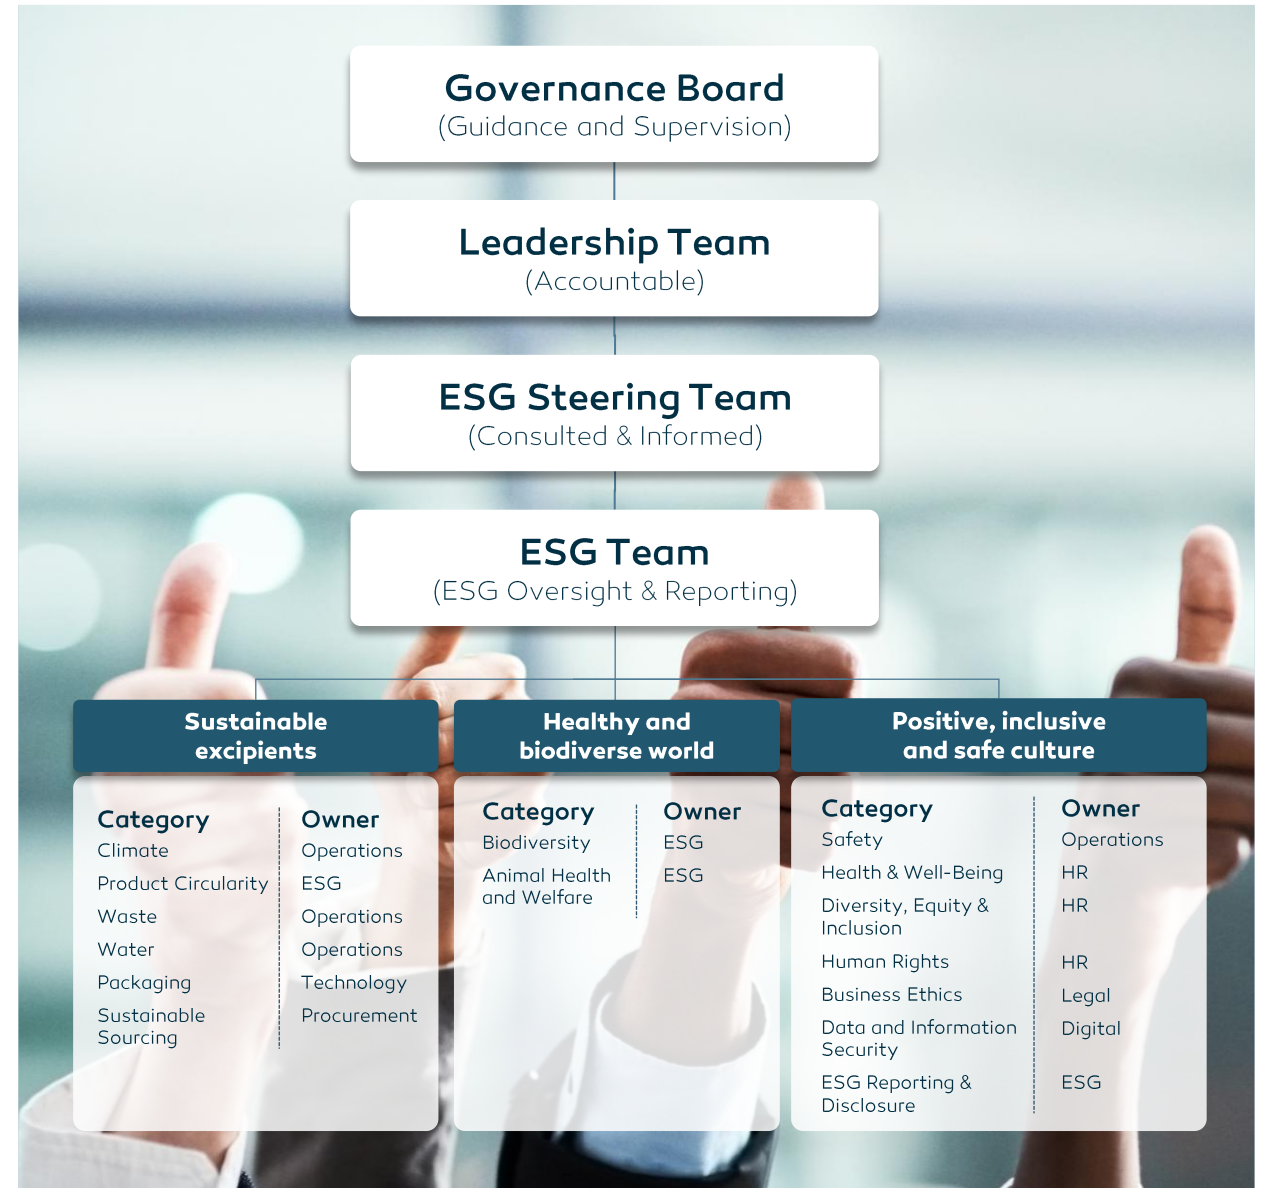 Governance Board
(Guidance and Supervision)
Leadership Team
(Accountable)
ESG Steering Team
(Consulted & Informed)
ESG Team
(ESG Oversight & Reporting)
Sustainable
excipients
Category Owner
Climate Operations
Product Circularity ESG
Waste Operations
Water Operations
Packaging Technology
Sustainable Procurement
Sourcing
Healthy and
biodiverse world
Category Owner
Biodiversity ESG
Animal Health ESG
and Welfare
Positive, inclusive
and safe culture
Category Owner
Safety Operations
Health & Well-Being HR
Diversity, Equity & HR
Inclusion
Human Rights HR
Business Ethics Legal
Data and Information Digital
Security
ESG Reporting & ESG
Disclosure